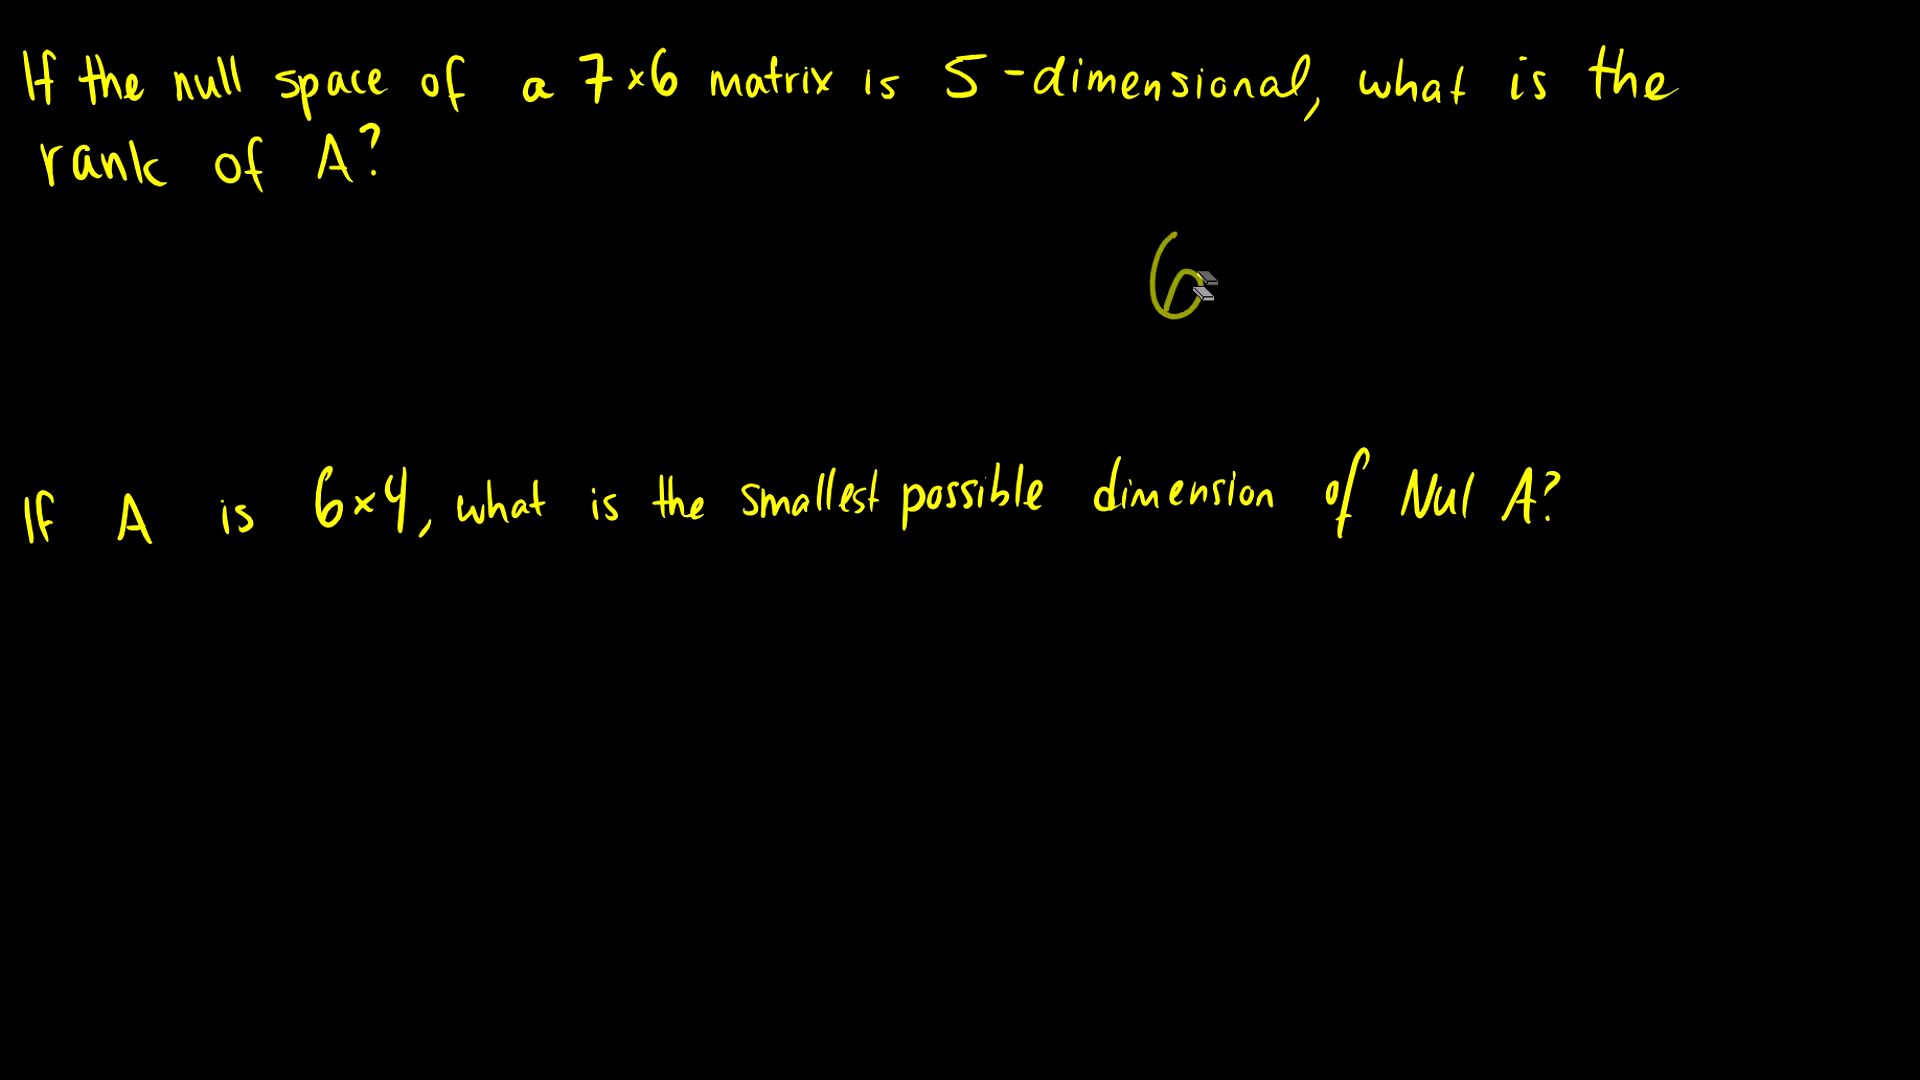 If the null space of a 7×6 matrix is 5-dimensional, what is the
rank of A?
6
If A is 6×4, what is the smallest possible dimension of Nul A?